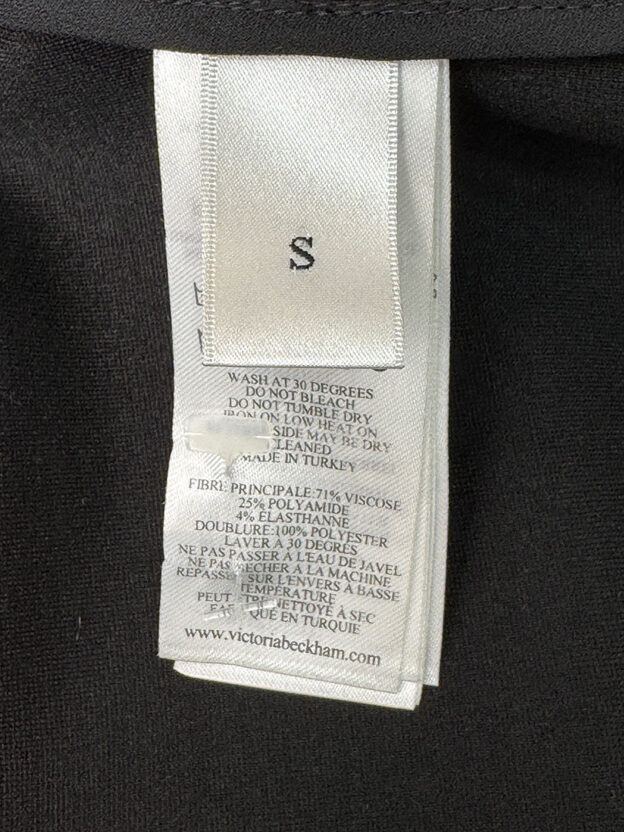 S
WASH AT 30 DEGREES
DO NOT BLEACH
DO NOT TUMBLE DRY
IRON ON LOW HEAT ON
SIDE MAY BE DRY
CLEANED
MADE IN TURKEY
FIBRE PRINCIPALE:71% VISCOSE
25% POLYAMIDE
4% ELASTHANNE
DOUBLURE:100% POLYESTER
LAVER A 30 DEGRES
NE PAS PASSER A L'EAU DE JAVEL
NE PAS SECHER A LA MACHINE
REPASSER SUR L'ENVERS A BASSE
TEMPÉRATURE
PEUT ETRE NETTOYÉ A SEC
EN TURQUIE
www.victoriabeckham.com